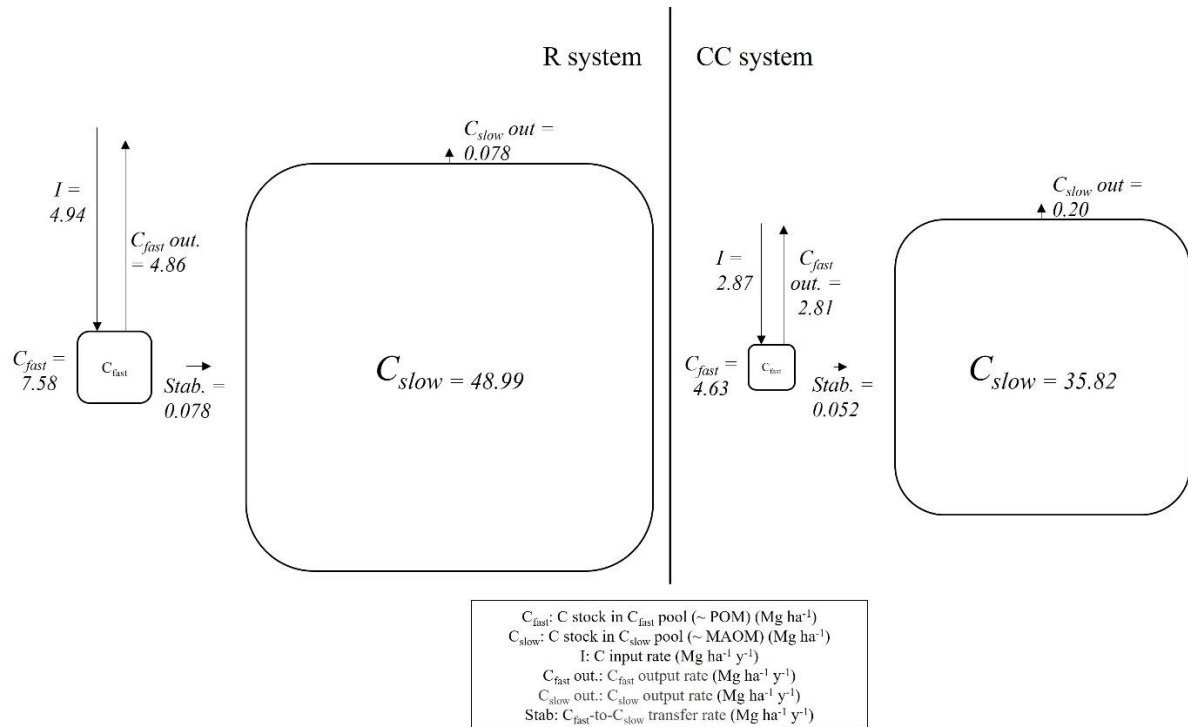 R system
C_slow out =
0.078
I =
4.94
C_fast out.
= 4.86
C_fast =
7.58
C_fast
Stab. =
0.078
C_slow = 48.99
CC system
C_slow out =
0.20
I =
2.87
C_fast
out. =
2.81
C_fast =
4.63
C_fast
Stab. =
0.052
C_slow = 35.82
C_fast: C stock in C_fast pool (~ POM) (Mg ha⁻¹)
C_slow: C stock in C_slow pool (~ MAOM) (Mg ha⁻¹)
I: C input rate (Mg ha⁻¹ y⁻¹)
C_fast out.: C_fast output rate (Mg ha⁻¹ y⁻¹)
C_slow out.: C_slow output rate (Mg ha⁻¹ y⁻¹)
Stab: C_fast-to-C_slow transfer rate (Mg ha⁻¹ y⁻¹)